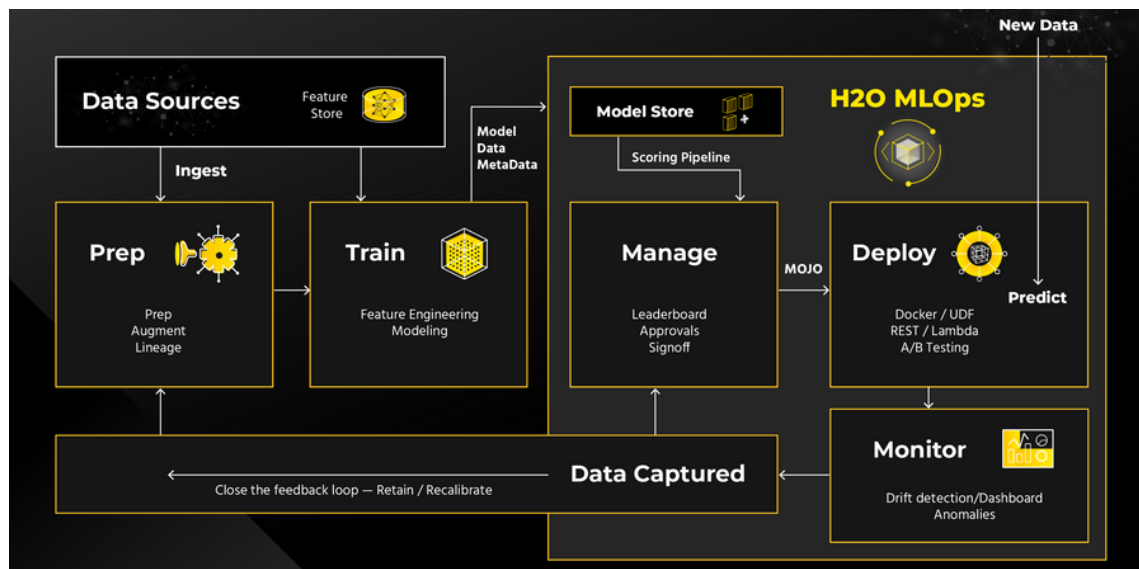 New Data
Data Sources
Feature
Store
Ingest
Model
Data
MetaData
Model Store
H2O MLOps
Scoring Pipeline
Prep
Prep
Augment
Lineage
Train
Feature Engineering
Modeling
Manage
Leaderboard
Approvals
Signoff
MOJO
Deploy
Predict
Docker / UDF
REST / Lambda
A/B Testing
Monitor
Drift detection/Dashboard
Anomalies
Data Captured
Close the feedback loop — Retain / Recalibrate